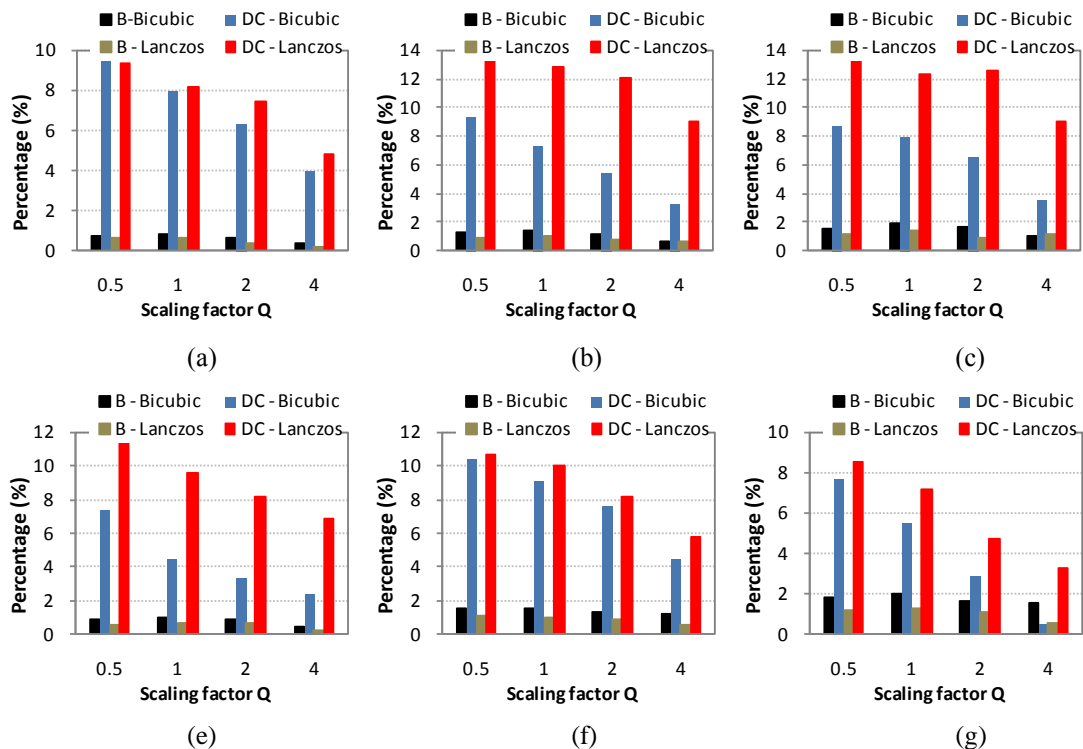 B-Bicubic DC - Bicubic
B - Lanczos DC - Lanczos
10
8
6
4
2
0
Percentage (%)
0.5 1 2 4
Scaling factor Q
(a)
B - Bicubic DC - Bicubic
B - Lanczos DC - Lanczos
14
12
10
8
6
4
2
0
Percentage (%)
0.5 1 2 4
Scaling factor Q
(b)
B - Bicubic DC - Bicubic
B - Lanczos DC - Lanczos
14
12
10
8
6
4
2
0
Percentage (%)
0.5 1 2 4
Scaling factor Q
(c)
B - Bicubic DC - Bicubic
B - Lanczos DC - Lanczos
12
10
8
6
4
2
0
Percentage (%)
0.5 1 2 4
Scaling factor Q
(e)
B - Bicubic DC - Bicubic
B - Lanczos DC - Lanczos
12
10
8
6
4
2
0
Percentage (%)
0.5 1 2 4
Scaling factor Q
(f)
B - Bicubic DC - Bicubic
B - Lanczos DC - Lanczos
10
8
6
4
2
0
Percentage (%)
0.5 1 2 4
Scaling factor Q
(g)